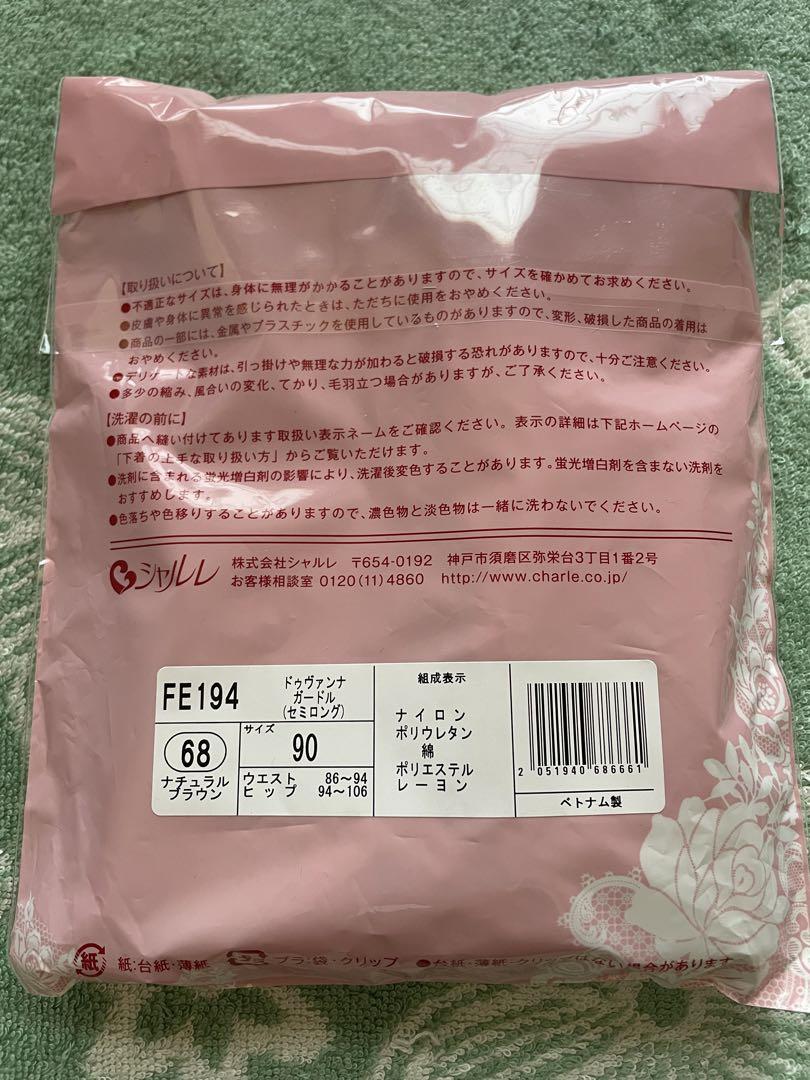 【取り扱いについて】
●不適正なサイズは、身体に無理がかかることがありますので、サイズを確かめてお求めください。
●皮膚や身体に異常を感じられたときは、ただちに使用をおやめください。
●商品の一部には、金属やプラスチックを使用しているものがありますので、変形、破損した商品の着用は
おやめください。
●デリケートな素材は、引っ掛けや無理な力が加わると破損する恐れがありますので、十分ご注意ください。
●多少の縮み、風合いの変化、てかり、毛羽立つ場合がありますが、ご了承ください。
【洗濯の前に】
●商品へ縫い付けてあります取扱い表示ネームをご確認ください。表示の詳細は下記ホームページの
「下着の上手な取り扱い方」からご覧いただけます。
●洗剤に含まれる蛍光増白剤の影響により、洗濯後変色することがあります。蛍光増白剤を含まない洗剤を
おすすめします。
●色落ちや色移りすることがありますので、濃色物と淡色物は一緒に洗わないでください。
シャルレ
株式会社シャルレ 〒654-0192 神戸市須磨区弥栄台3丁目1番2号
お客様相談室 0120(11)4860 http://www.charle.co.jp/
FE194
ドゥヴァンナ
ガードル
(セミロング)
68
ナチュラル
ブラウン
サイズ
90
ウエスト 86～94
ヒップ 94～106
組成表示
ナイロン
ポリウレタン
綿
ポリエステル
レーヨン
2 051940 686661
ベトナム製
紙 紙:台紙・薄紙 プラ プラ:袋・クリップ ●台紙・薄紙・クリップはない場合があります